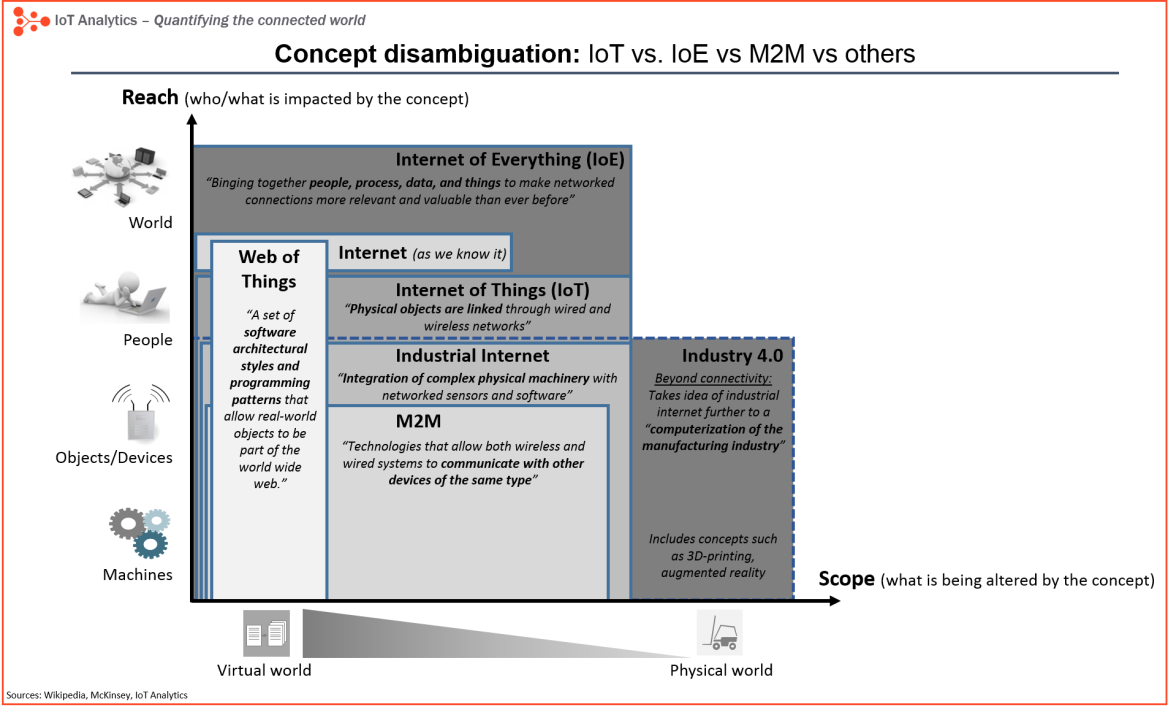 IoT Analytics – Quantifying the connected world
Concept disambiguation: IoT vs. IoE vs M2M vs others
Reach (who/what is impacted by the concept)
World
People
Objects/Devices
Machines
Internet of Everything (IoE)
“Binging together people, process, data, and things to make networked
connections more relevant and valuable than ever before”
Internet (as we know it)
Web of
Things
“A set of
software
architectural
styles and
programming
patterns that
allow real-world
objects to be
part of the
world wide
web.”
Internet of Things (IoT)
“Physical objects are linked through wired and
wireless networks”
Industrial Internet
“Integration of complex physical machinery with
networked sensors and software”
M2M
“Technologies that allow both wireless and
wired systems to communicate with other
devices of the same type”
Industry 4.0
Beyond connectivity:
Takes idea of industrial
internet further to a
“computerization of the
manufacturing industry”
Includes concepts such
as 3D-printing,
augmented reality
Scope (what is being altered by the concept)
Virtual world
Physical world
Sources: Wikipedia, McKinsey, IoT Analytics